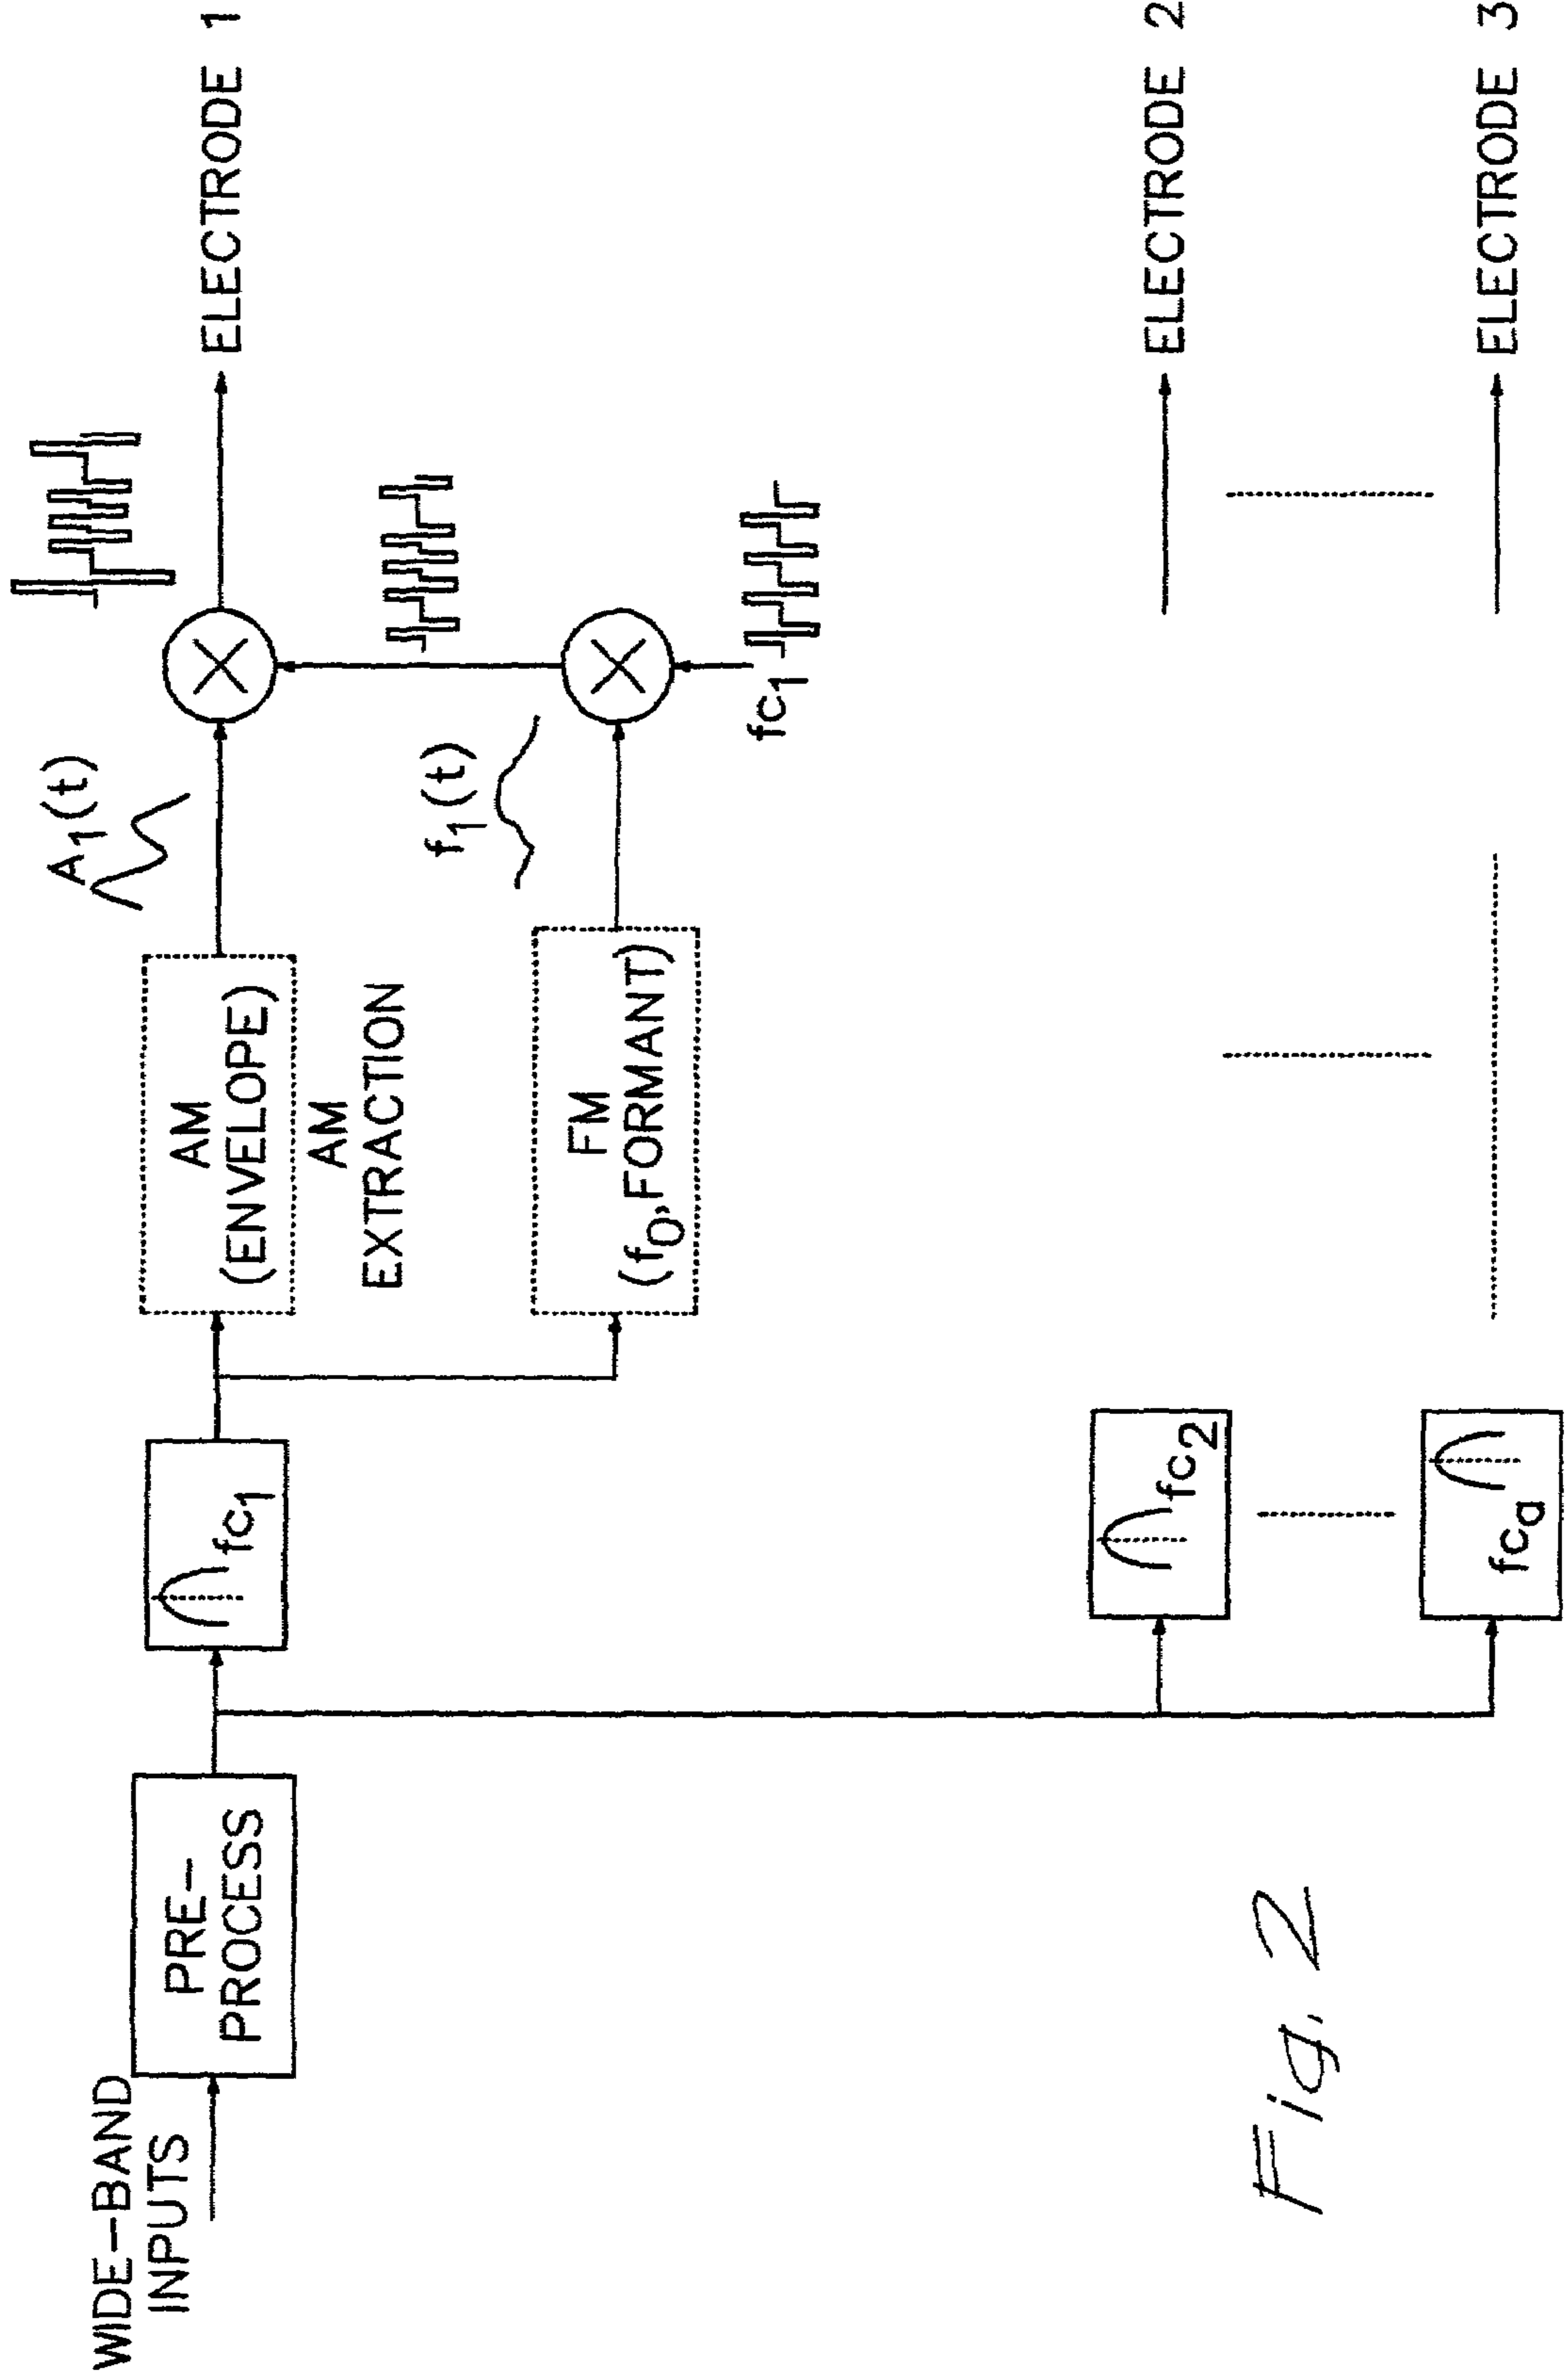 WIDE-BAND
INPUTS
PRE-
PROCESS
fc1
AM
(ENVELOPE)
AM
EXTRACTION
FM
(f0,FORMANT)
A1(t)
f1(t)
fc1
ELECTRODE 1
fc2
ELECTRODE 2
fca
ELECTRODE 3
Fig. 2